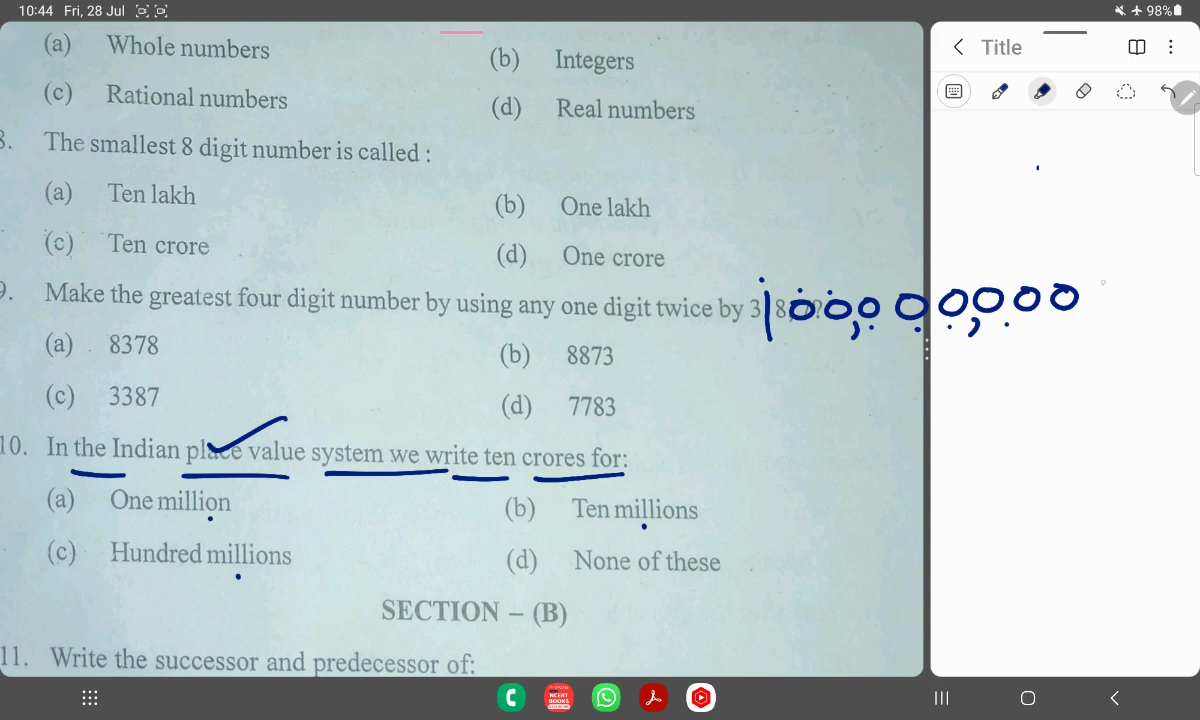 10:44 Fri, 28 Jul
98%
(a) Whole numbers
(b) Integers
(c) Rational numbers
(d) Real numbers
8. The smallest 8 digit number is called :
(a) Ten lakh
(b) One lakh
(c) Ten crore
(d) One crore
9. Make the greatest four digit number by using any one digit twice by 3, 8, 7?
(a) 8378
(b) 8873
(c) 3387
(d) 7783
100,000,000
10. In the Indian place value system we write ten crores for:
(a) One million
(b) Ten millions
(c) Hundred millions
(d) None of these
SECTION – (B)
11. Write the successor and predecessor of:
Title
NCERT
BOOKS